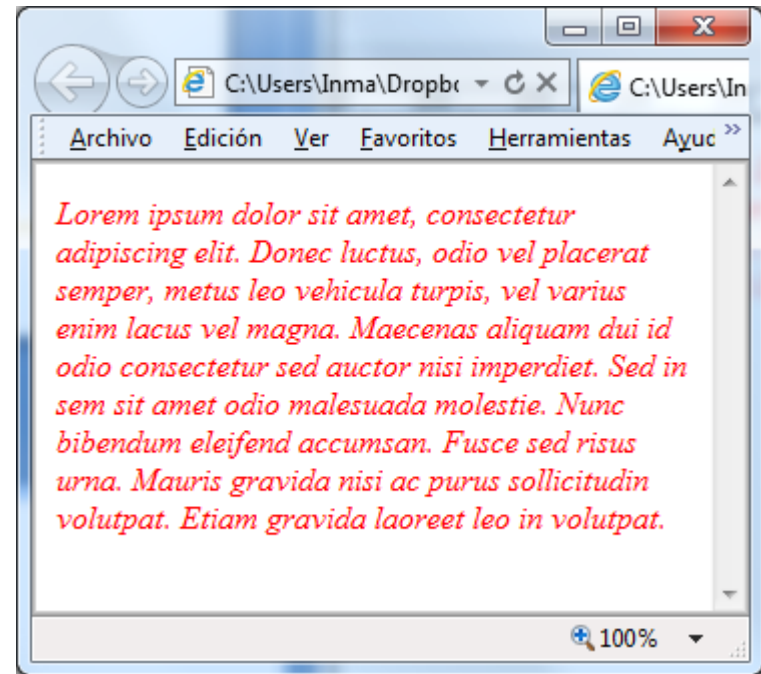 C:\Users\Inma\Dropbo
C:\Users\In
Archivo Edición Ver Favoritos Herramientas Ayud »
Lorem ipsum dolor sit amet, consectetur
adipiscing elit. Donec luctus, odio vel placerat
semper, metus leo vehicula turpis, vel varius
enim lacus vel magna. Maecenas aliquam dui id
odio consectetur sed auctor nisi imperdiet. Sed in
sem sit amet odio malesuada molestie. Nunc
bibendum eleifend accumsan. Fusce sed risus
urna. Mauris gravida nisi ac purus sollicitudin
volutpat. Etiam gravida laoreet leo in volutpat.
100%